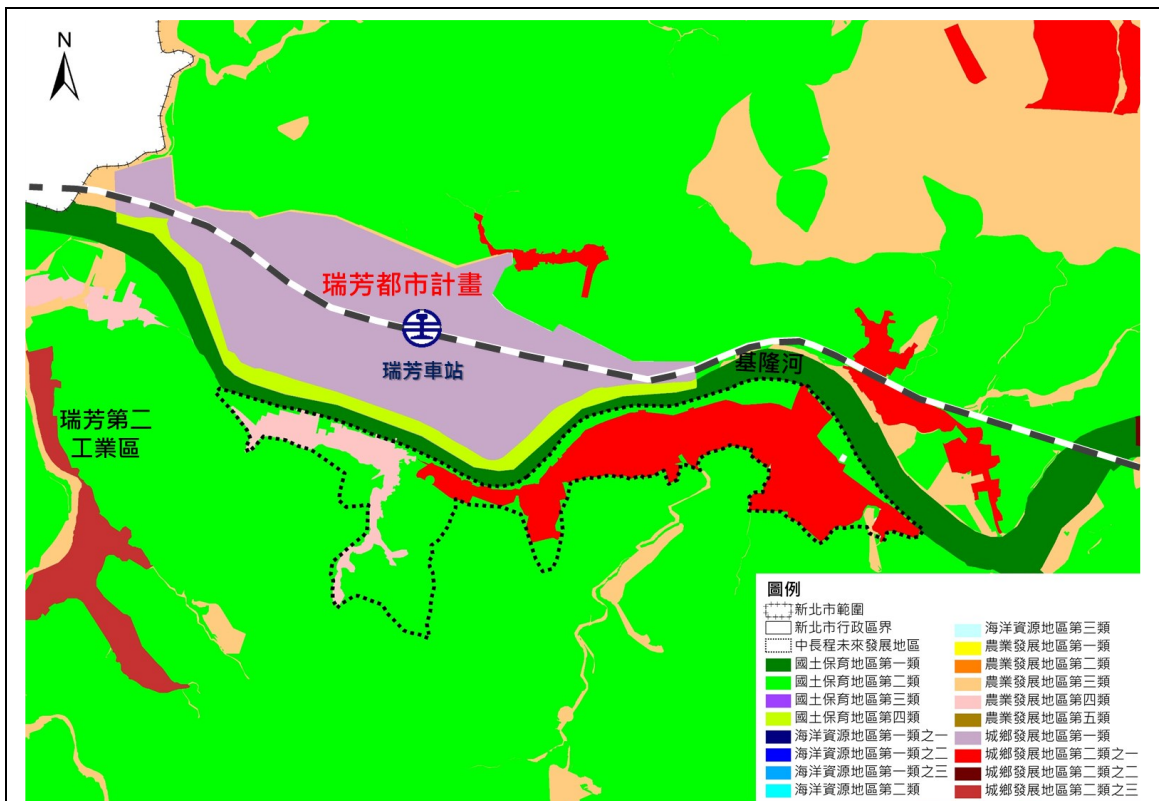 N
瑞芳都市計畫
瑞芳車站
基隆河
瑞芳第二
工業區
圖例
新北市範圍
新北市行政區界
中長程未來發展地區
國土保育地區第一類
國土保育地區第二類
國土保育地區第三類
國土保育地區第四類
海洋資源地區第一類之一
海洋資源地區第一類之二
海洋資源地區第一類之三
海洋資源地區第二類
海洋資源地區第三類
農業發展地區第一類
農業發展地區第二類
農業發展地區第三類
農業發展地區第四類
農業發展地區第五類
城鄉發展地區第一類
城鄉發展地區第二類之一
城鄉發展地區第二類之二
城鄉發展地區第二類之三